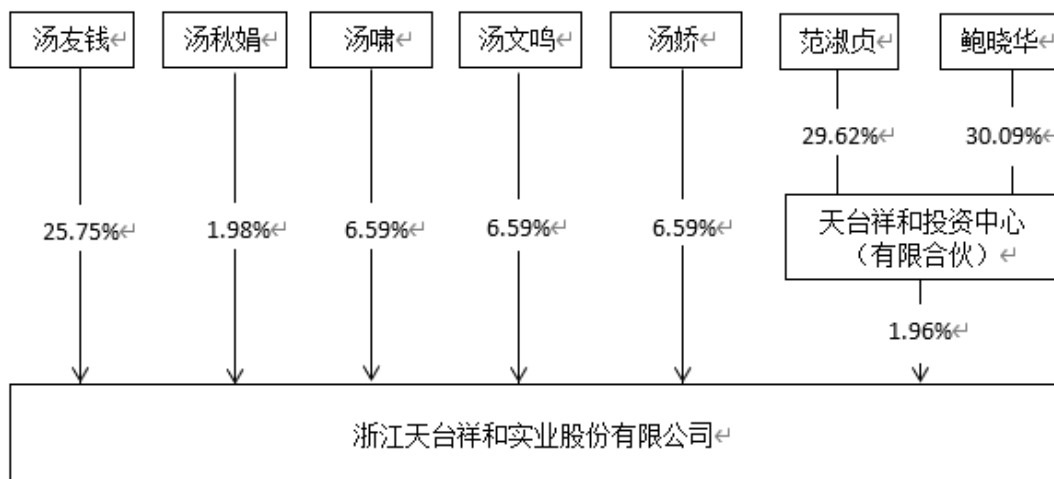 汤友钱↵
汤秋娟↵
汤啸↵
汤文鸣↵
汤娇↵
范淑贞↵
鲍晓华↵
29.62%↵
30.09%↵
25.75%↵
1.98%↵
6.59%↵
6.59%↵
6.59%↵
天台祥和投资中心
（有限合伙）↵
1.96%↵
浙江天台祥和实业股份有限公司↵